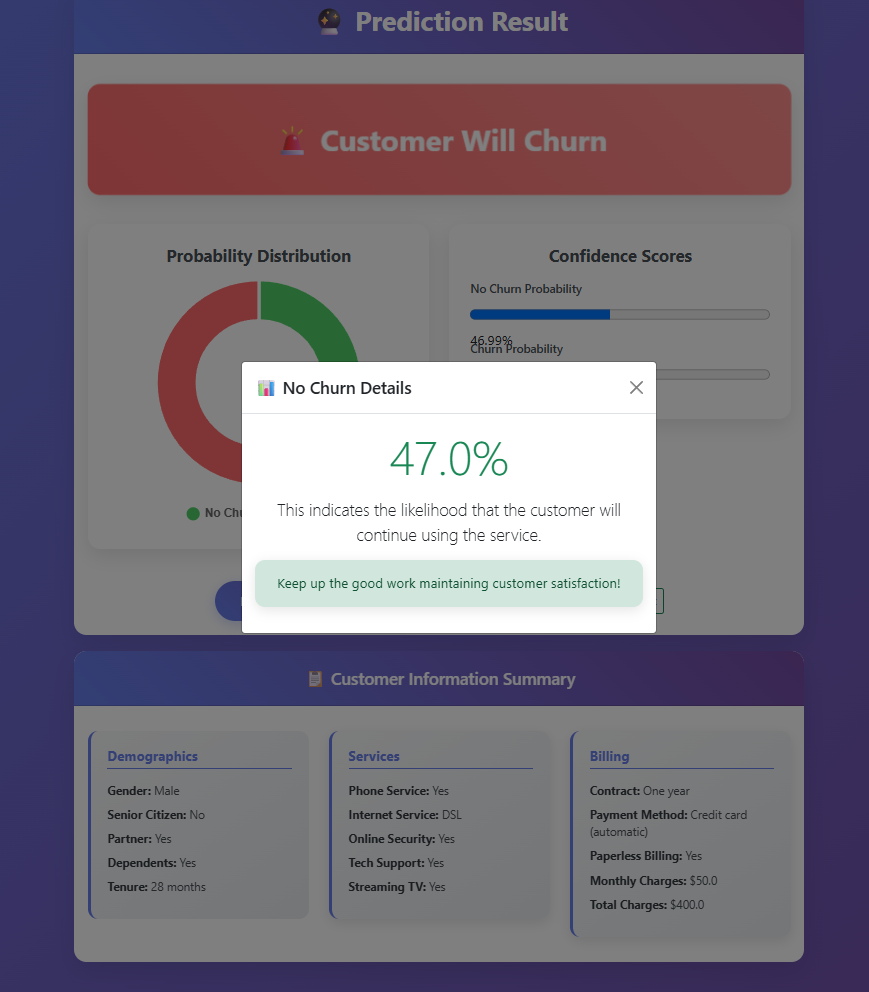 Prediction Result
Customer Will Churn
Probability Distribution
Confidence Scores
No Churn Probability
46.99%
Churn Probability
No Chu
No Churn Details
47.0%
This indicates the likelihood that the customer will
continue using the service.
Keep up the good work maintaining customer satisfaction!
Customer Information Summary
Demographics
Gender: Male
Senior Citizen: No
Partner: Yes
Dependents: Yes
Tenure: 28 months
Services
Phone Service: Yes
Internet Service: DSL
Online Security: Yes
Tech Support: Yes
Streaming TV: Yes
Billing
Contract: One year
Payment Method: Credit card
(automatic)
Paperless Billing: Yes
Monthly Charges: $50.0
Total Charges: $400.0